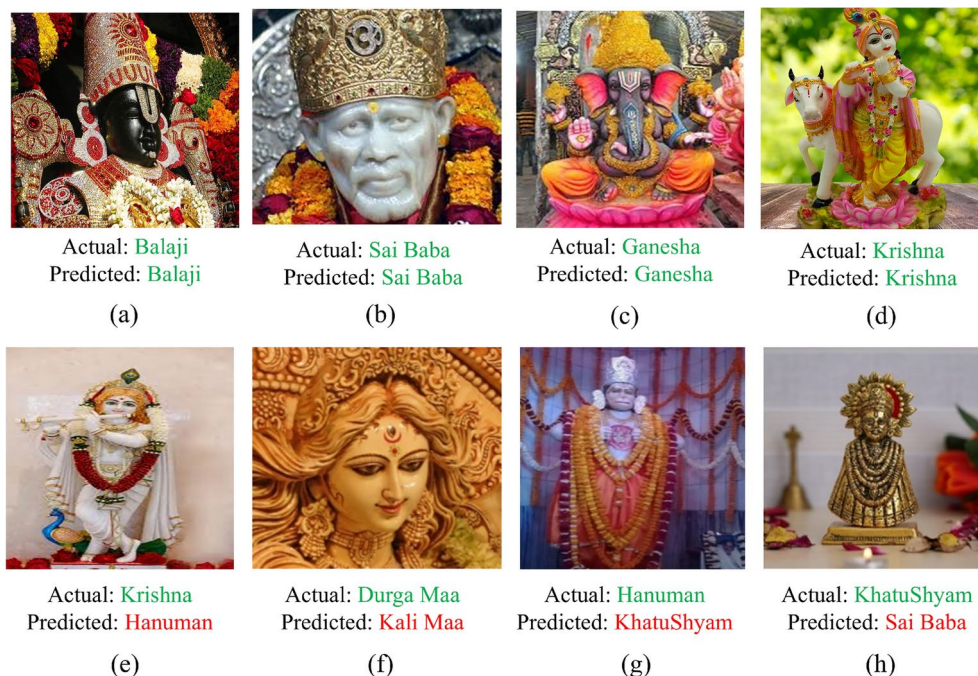 Actual: Balaji
Predicted: Balaji
(a)
Actual: Sai Baba
Predicted: Sai Baba
(b)
Actual: Ganesha
Predicted: Ganesha
(c)
Actual: Krishna
Predicted: Krishna
(d)
Actual: Krishna
Predicted: Hanuman
(e)
Actual: Durga Maa
Predicted: Kali Maa
(f)
Actual: Hanuman
Predicted: KhatuShyam
(g)
Actual: KhatuShyam
Predicted: Sai Baba
(h)